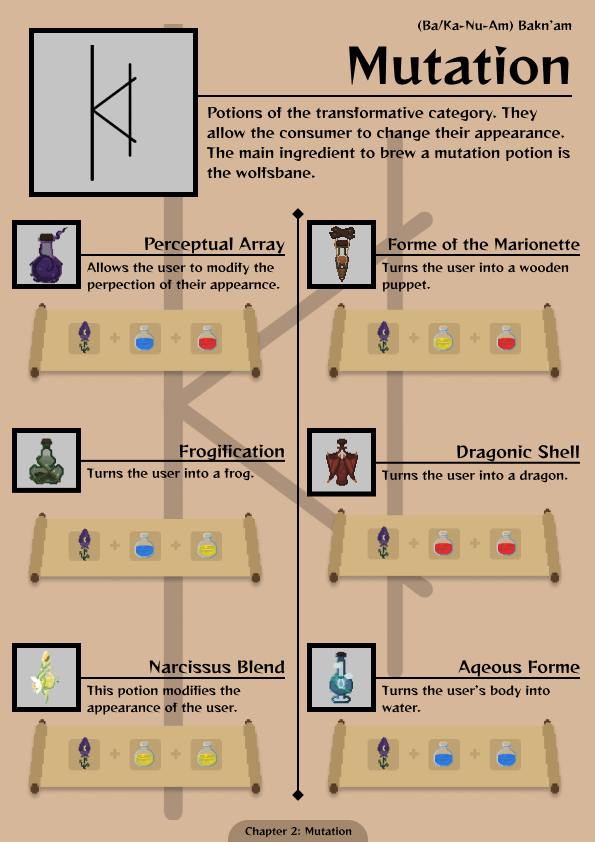 (Ba/Ka-Nu-Am) Bakn'am
Mutation
Potions of the transformative category. They
allow the consumer to change their appearance.
The main ingredient to brew a mutation potion is
the wolfsbane.
Perceptual Array
Allows the user to modify the
perpection of their appearnce.
Forme of the Marionette
Turns the user into a wooden
puppet.
Frogification
Turns the user into a frog.
Dragonic Shell
Turns the user into a dragon.
Narcissus Blend
This potion modifies the
appearance of the user.
Aqeous Forme
Turns the user's body into
water.
Chapter 2: Mutation